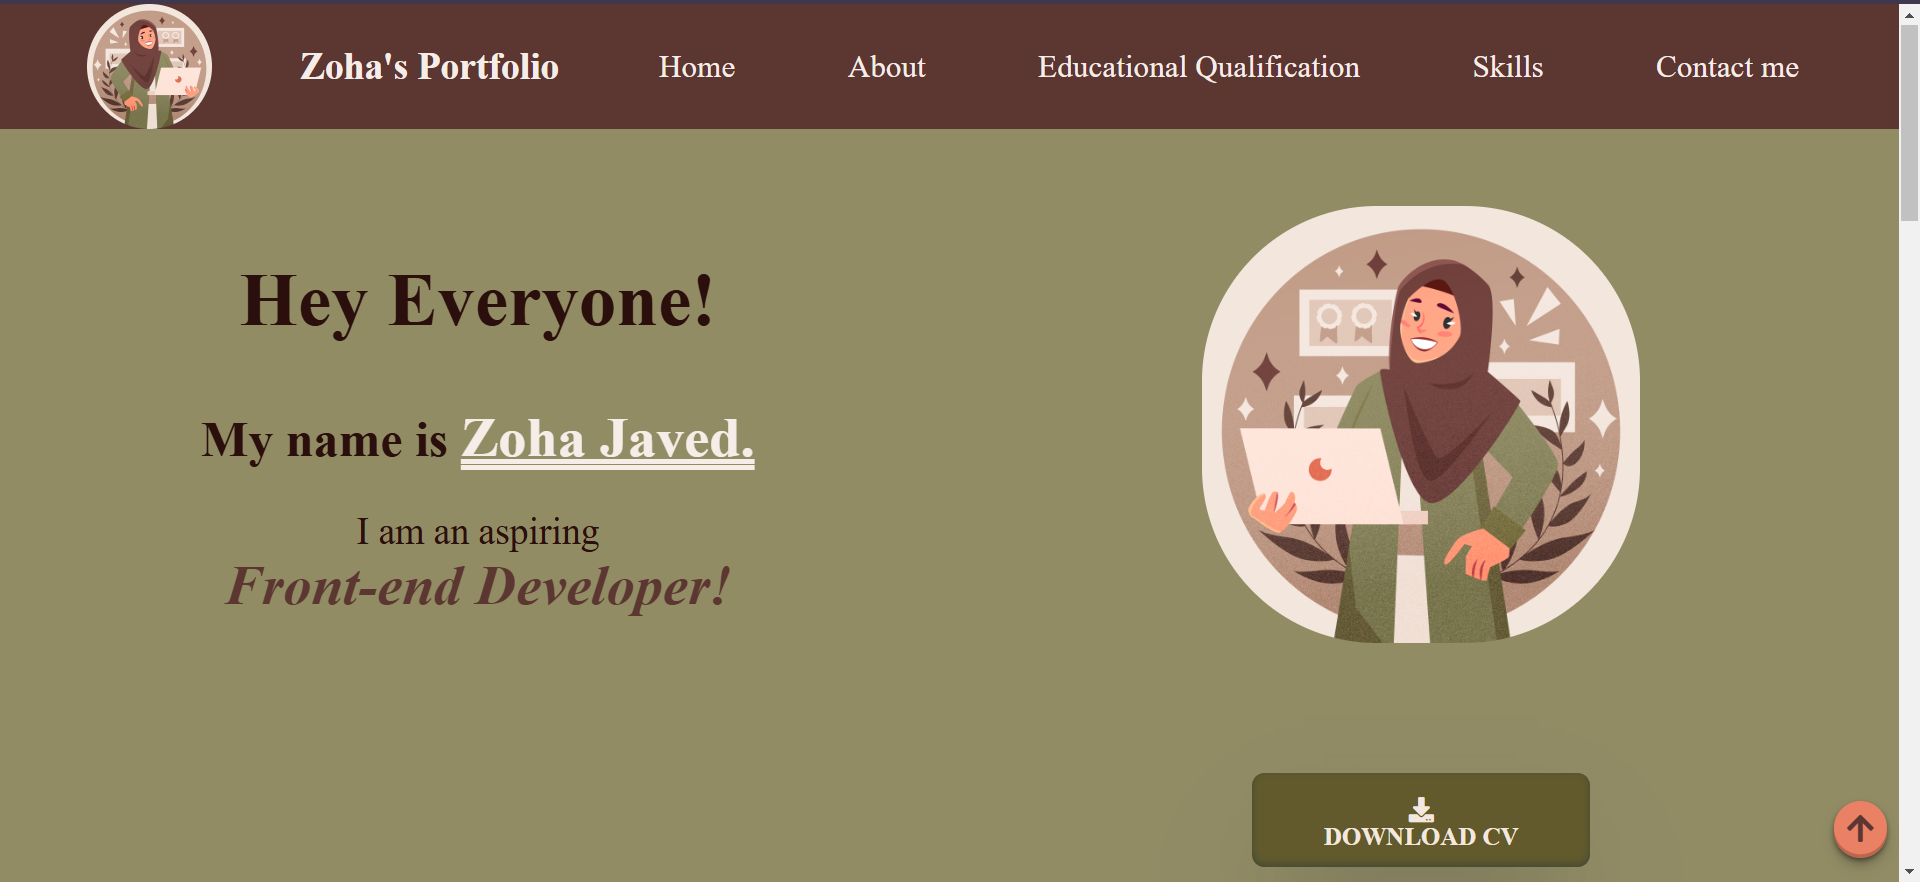 Zoha's Portfolio
Home
About
Educational Qualification
Skills
Contact me
Hey Everyone!
My name is Zoha Javed.
I am an aspiring
Front-end Developer!
DOWNLOAD CV